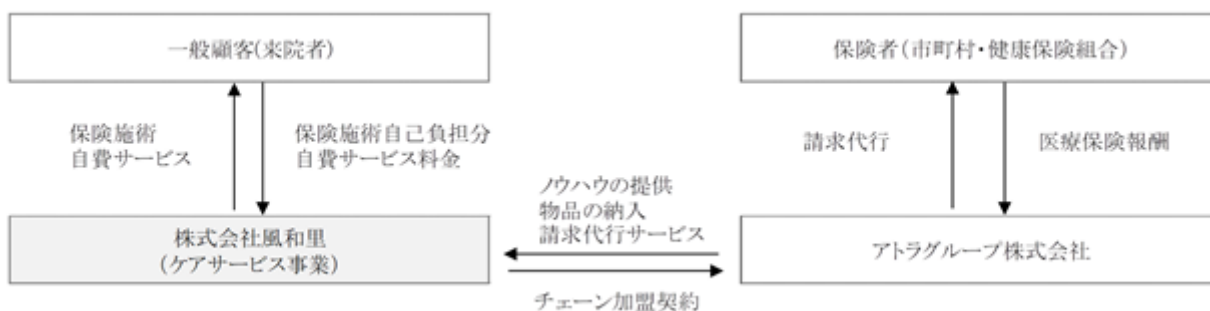 一般顧客(来院者)
保険者(市町村・健康保険組合)
保険施術
自費サービス
保険施術自己負担分
自費サービス料金
請求代行
医療保険報酬
ノウハウの提供
物品の納入
請求代行サービス
株式会社風和里
(ケアサービス事業)
アトラグループ株式会社
チェーン加盟契約